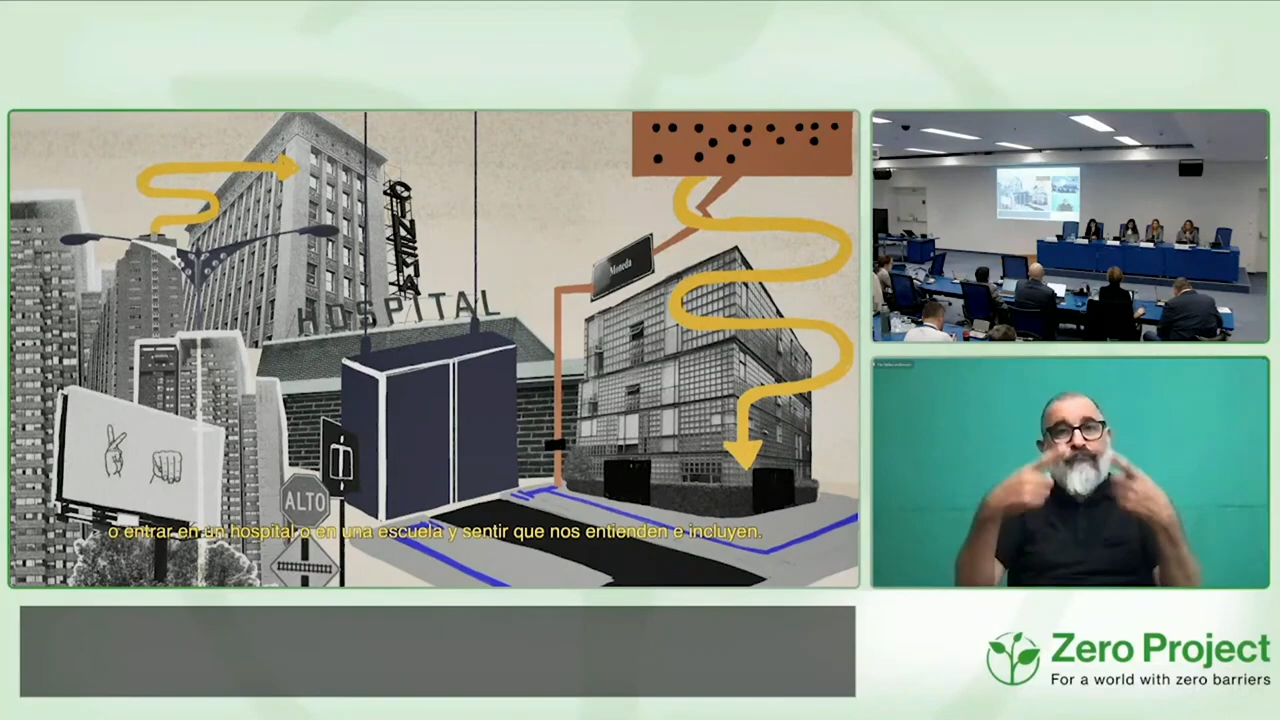 CINEMA
HOSPITAL
Moneda
ALTO
o entrar en un hospital o en una escuela y sentir que nos entienden e incluyen.
Zero Project
For a world with zero barriers